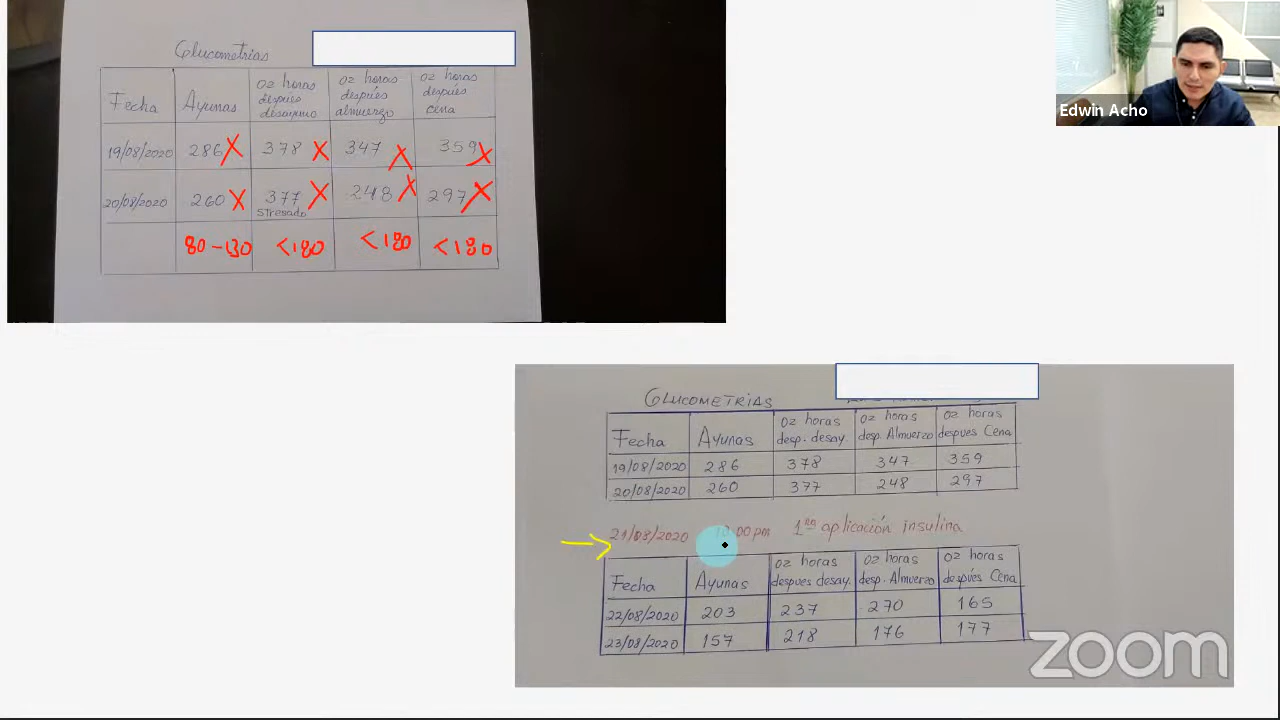 Glucometrias
Fecha Ayunas 02 horas después desayuno 02 horas después almuerzo 02 horas después cena
19/08/2020 286 X 378 X 347 X 359 X
20/08/2020 260 X 377 X 248 X 297 X
STresado
80-130 <180 <180 <180
Edwin Acho
GLUCOMETRIAS
Fecha Ayunas 02 horas desp. desay. 02 horas desp. Almuerzo 02 horas despues Cena
19/08/2020 286 378 347 359
20/08/2020 260 377 248 297
21/08/2020 :00 pm 1ra aplicación insulina
Fecha Ayunas 02 horas despues desay. 02 horas desp. Almuerzo 02 horas después Cena
22/08/2020 203 237 270 165
23/08/2020 157 218 176 177
zoom